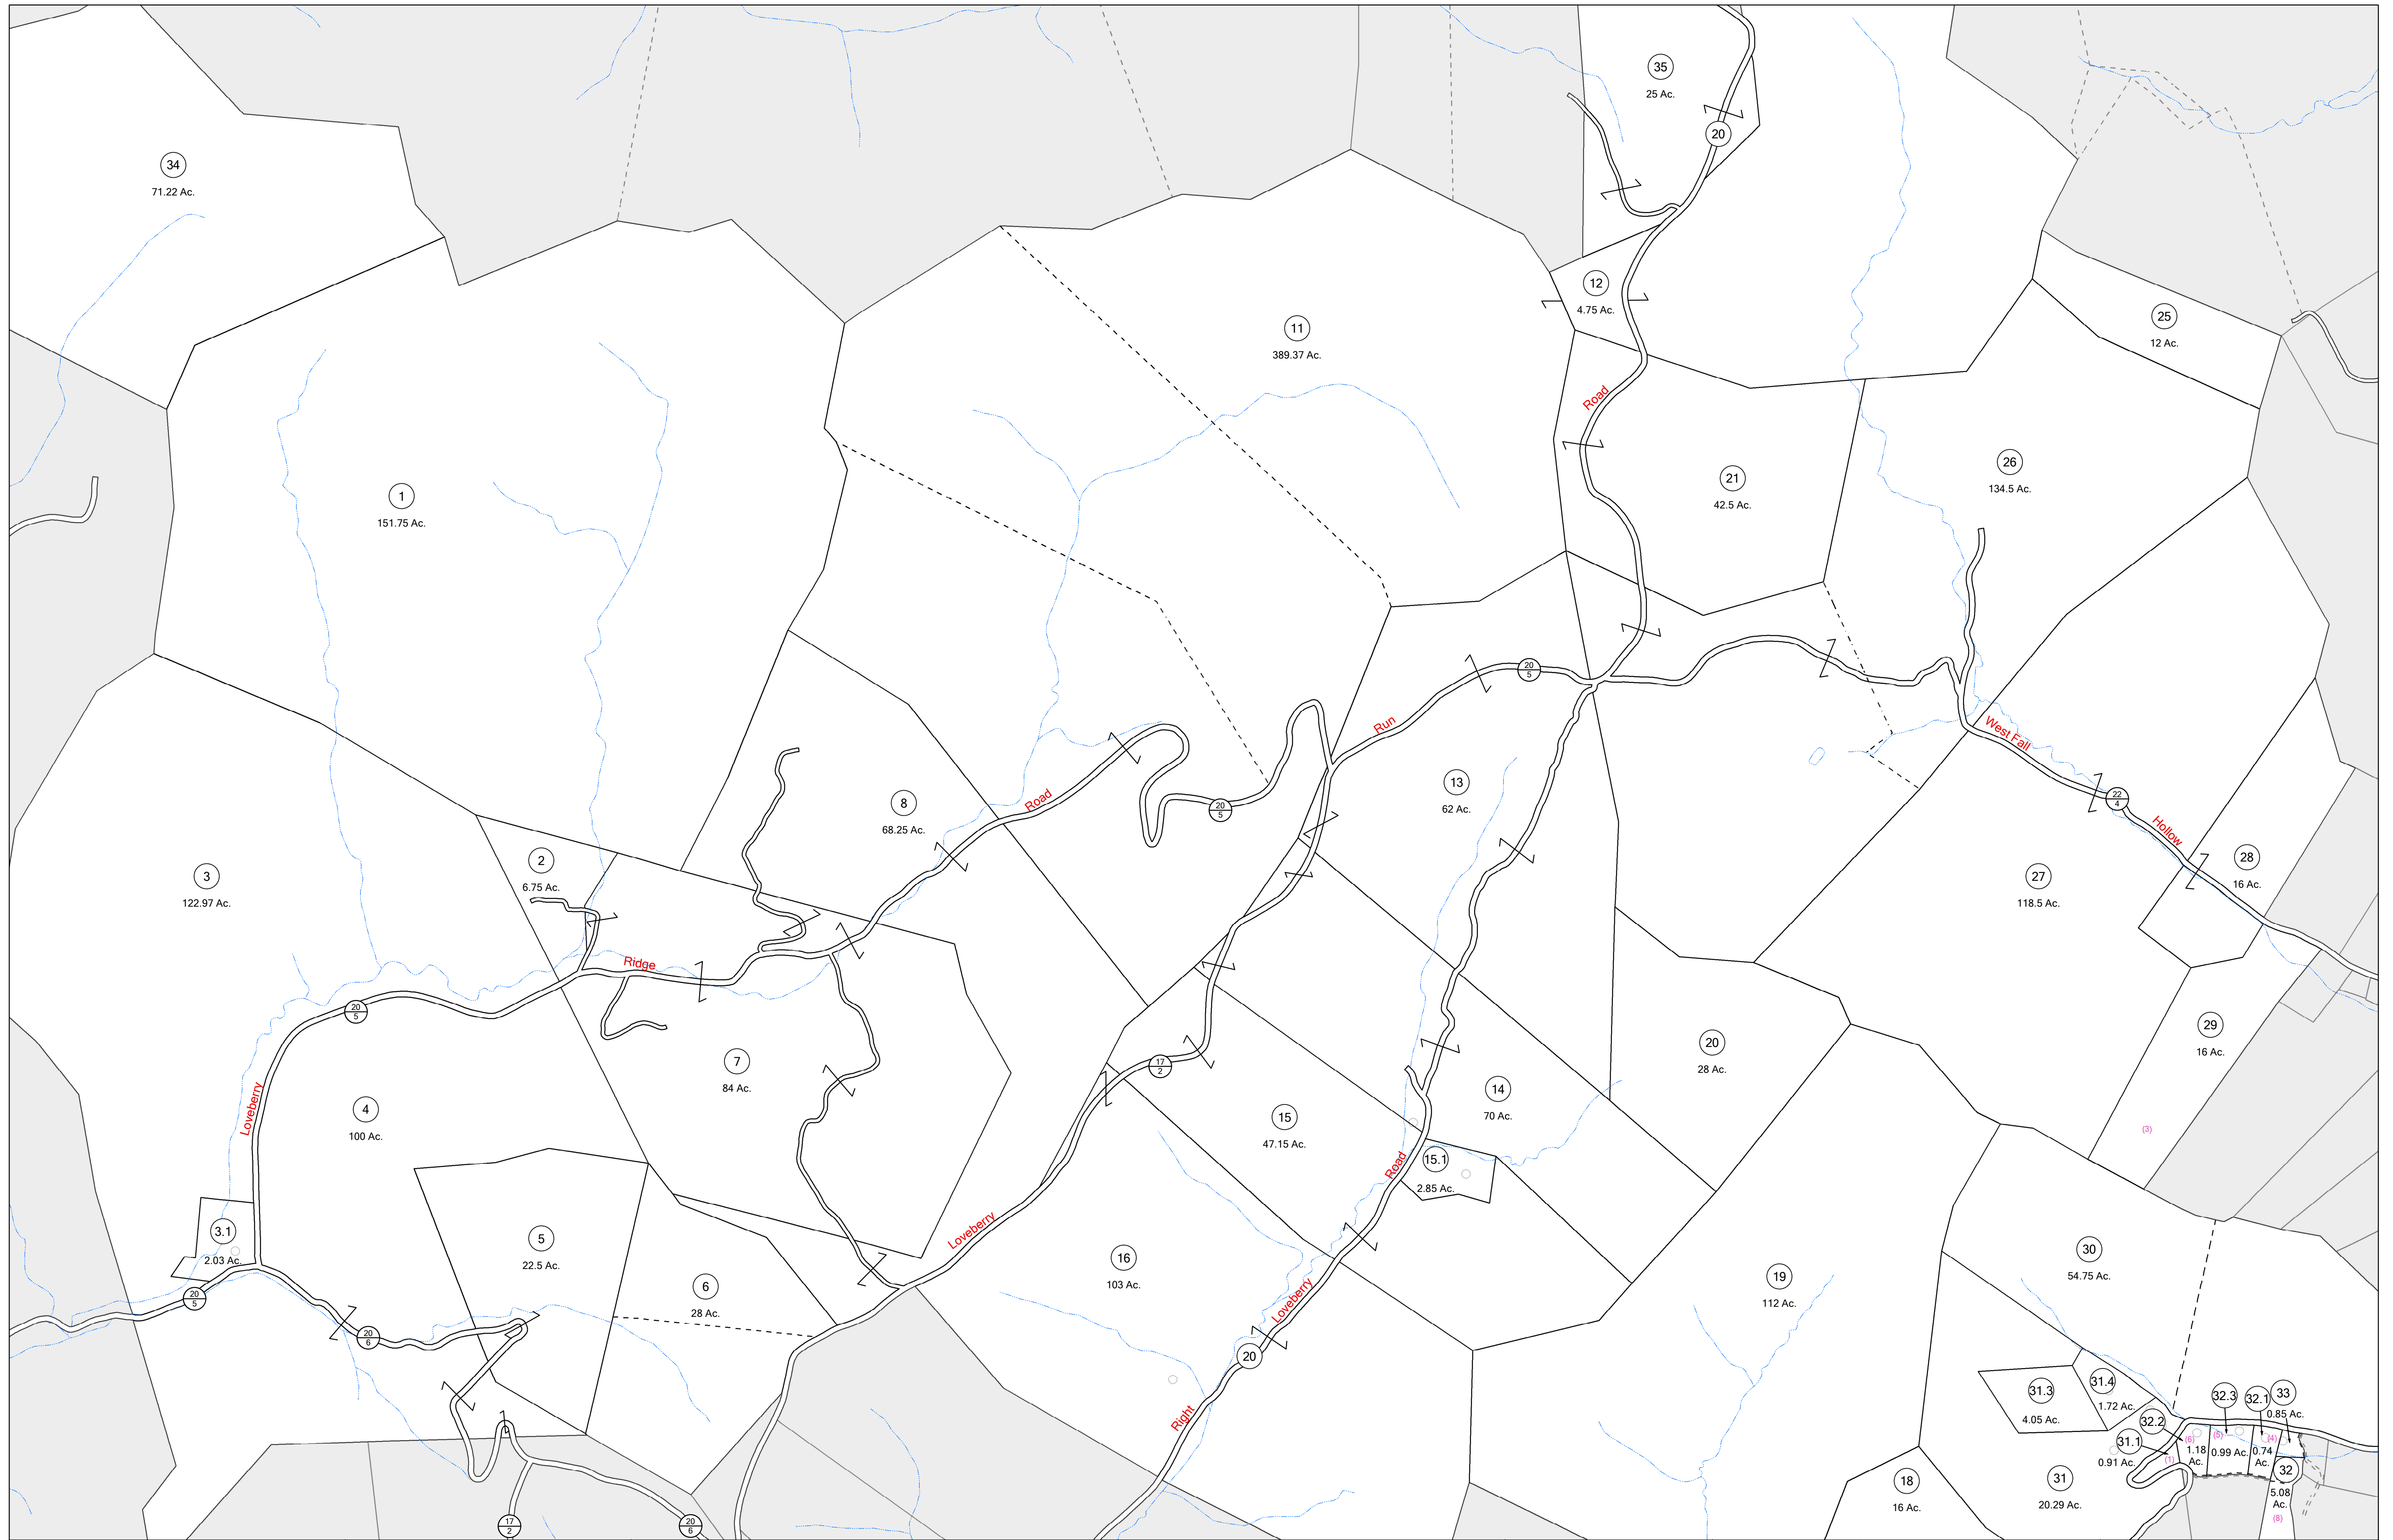 35
25 Ac.
20
34
71.22 Ac.
12
4.75 Ac.
25
12 Ac.
11
389.37 Ac.
Road
26
134.5 Ac.
21
42.5 Ac.
1
151.75 Ac.
20
5
Run
West Fall
13
62 Ac.
8
68.25 Ac.
Road
20
5
22
4
Hollow
2
6.75 Ac.
28
16 Ac.
3
122.97 Ac.
27
118.5 Ac.
Ridge
20
5
29
16 Ac.
20
28 Ac.
7
84 Ac.
17
2
14
70 Ac.
4
100 Ac.
Loveberry
15
47.15 Ac.
(3)
Road
15.1
2.85 Ac.
3.1
2.03 Ac.
Loveberry
5
22.5 Ac.
16
103 Ac.
30
54.75 Ac.
6
28 Ac.
19
112 Ac.
20
5
Loveberry
20
6
20
31.3
4.05 Ac.
31.4
1.72 Ac.
32.3
32.1
33
0.85 Ac.
Right
32.2
31.1
0.91 Ac.
(6)
(5)
(4)
(1)
1.18
Ac.
0.99 Ac.
0.74
Ac.
32
5.08
Ac.
(8)
18
16 Ac.
31
20.29 Ac.
17
2
20
6